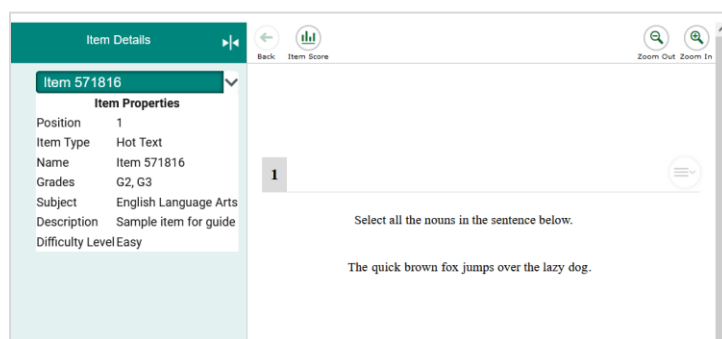 Item Details
Item 571816
Item Properties
Position 1
Item Type Hot Text
Name Item 571816
Grades G2, G3
Subject English Language Arts
Description Sample item for guide
Difficulty Level Easy
Back Item Score
Zoom Out Zoom In
1
Select all the nouns in the sentence below.
The quick brown fox jumps over the lazy dog.